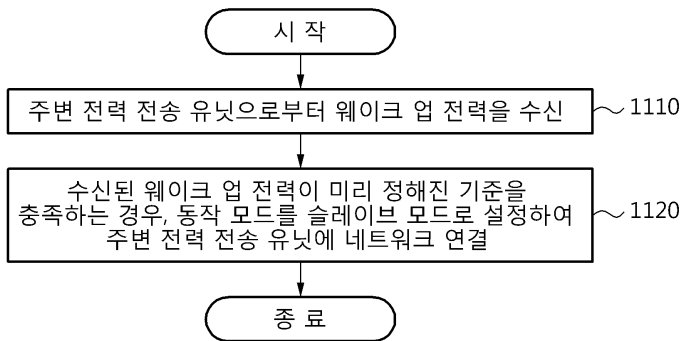 시 작
주변 전력 전송 유닛으로부터 웨이크 업 전력을 수신
1110
수신된 웨이크 업 전력이 미리 정해진 기준을
충족하는 경우, 동작 모드를 슬레이브 모드로 설정하여
주변 전력 전송 유닛에 네트워크 연결
1120
종 료